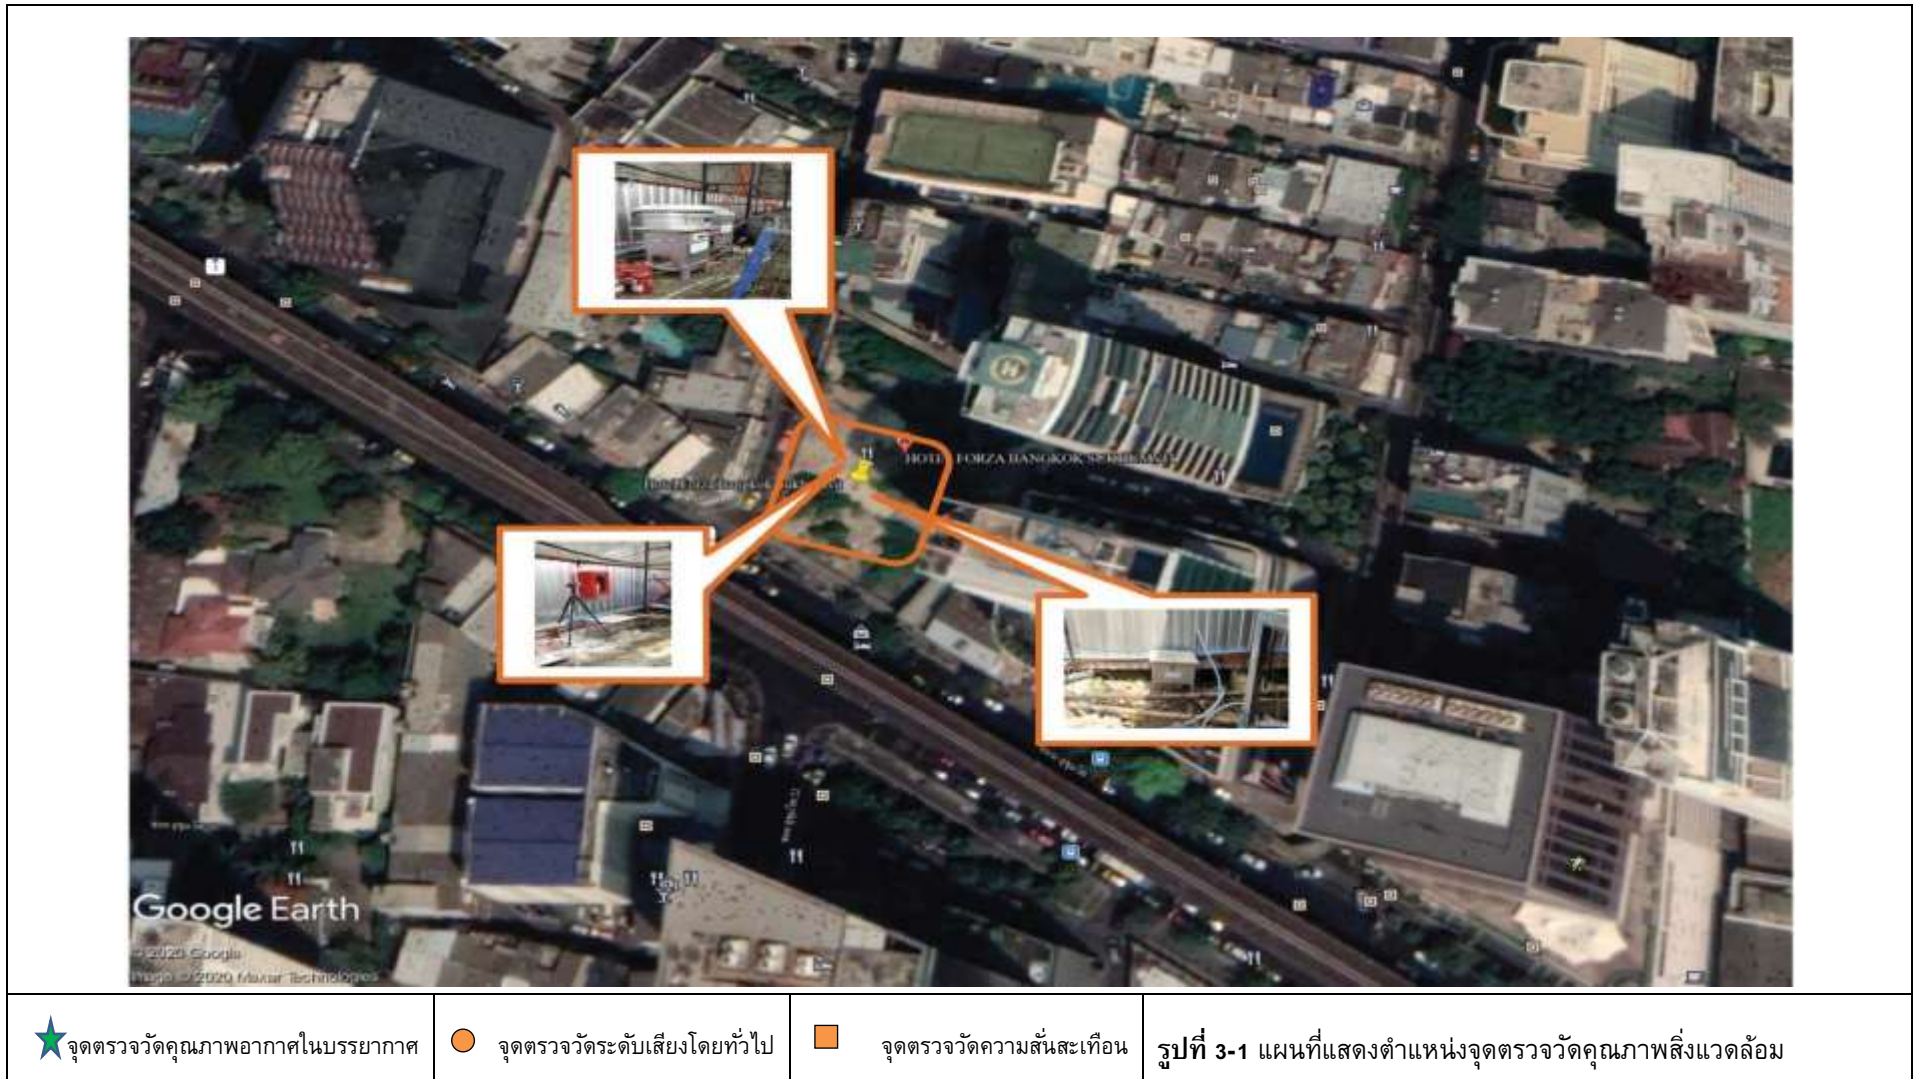 HOTEL FORZA BANGKOK
Google Earth
© 2020 Google
Image © 2020 Maxar Technologies
จุดตรวจวัดคุณภาพอากาศในบรรยากาศ
จุดตรวจวัดระดับเสียงโดยทั่วไป
จุดตรวจวัดความสั่นสะเทือน
รูปที่ 3-1 แผนที่แสดงตำแหน่งจุดตรวจวัดคุณภาพสิ่งแวดล้อม